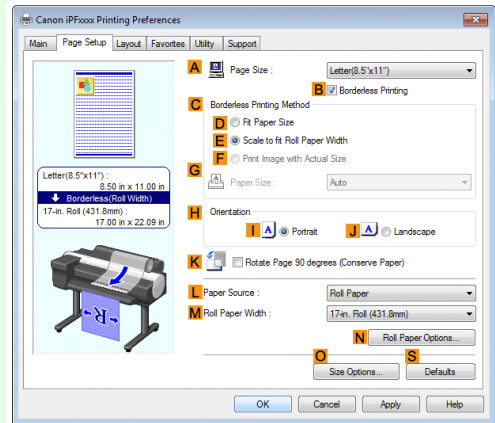 Canon iPFxxxx Printing Preferences
Main Page Setup Layout Favorites Utility Support
A Page Size : Letter(8.5"x11")
B Borderless Printing
C Borderless Printing Method
D Fit Paper Size
E Scale to fit Roll Paper Width
F Print Image with Actual Size
G Paper Size : Auto
Letter(8.5"x11") :
8.50 in x 11.00 in
Borderless(Roll Width)
17-in. Roll (431.8mm) :
17.00 in x 22.09 in
H Orientation
I A Portrait J A Landscape
K Rotate Page 90 degrees (Conserve Paper)
L Paper Source : Roll Paper
M Roll Paper Width : 17-in. Roll (431.8mm)
R
N Roll Paper Options...
O Size Options... S Defaults
OK Cancel Apply Help